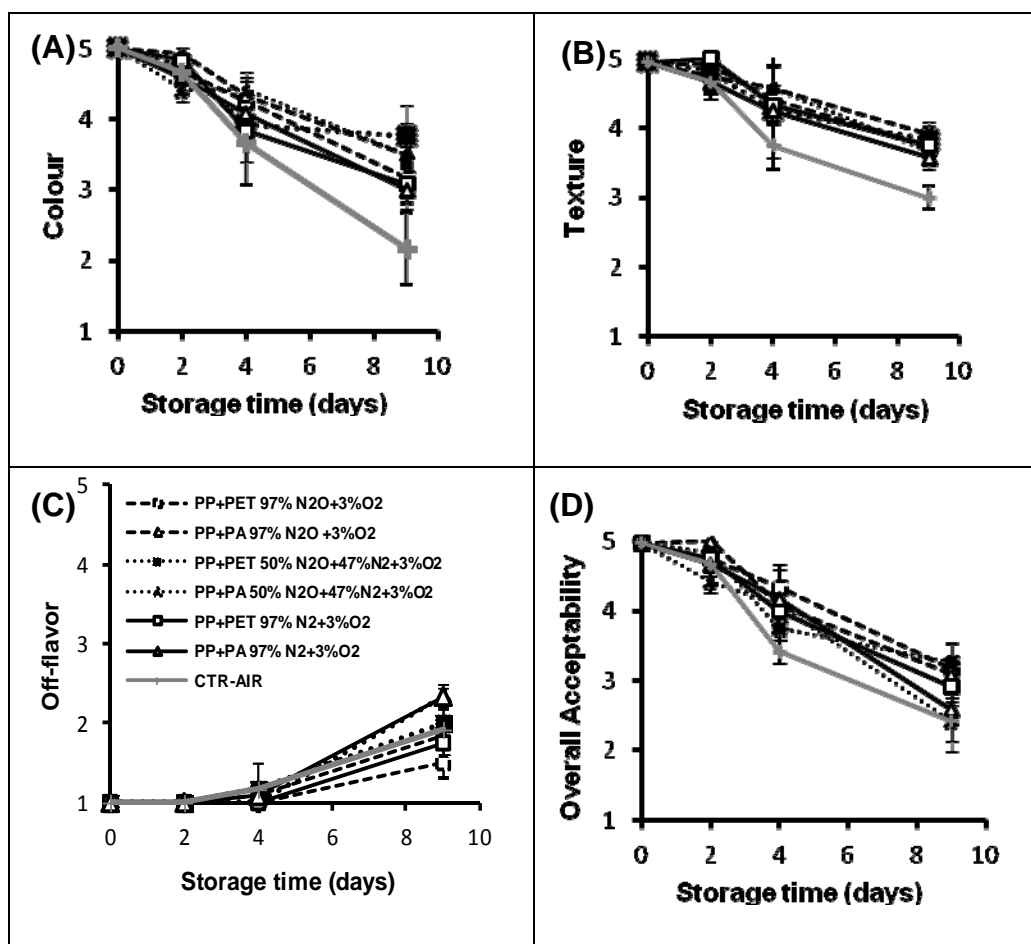 (A)
5
4
3
2
1
Colour
0 2 4 6 8 10
Storage time (days)
(B)
5
4
3
2
1
Texture
0 2 4 6 8 10
Storage time (days)
(C)
5
4
3
2
1
Off-flavor
PP+PET 97% N2O+3%O2
PP+PA 97% N2O +3%O2
PP+PET 50% N2O+47%N2+3%O2
PP+PA 50% N2O+47%N2+3%O2
PP+PET 97% N2+3%O2
PP+PA 97% N2+3%O2
CTR-AIR
0 2 4 6 8 10
Storage time (days)
(D)
5
4
3
2
1
Overall Acceptability
0 2 4 6 8 10
Storage time (days)